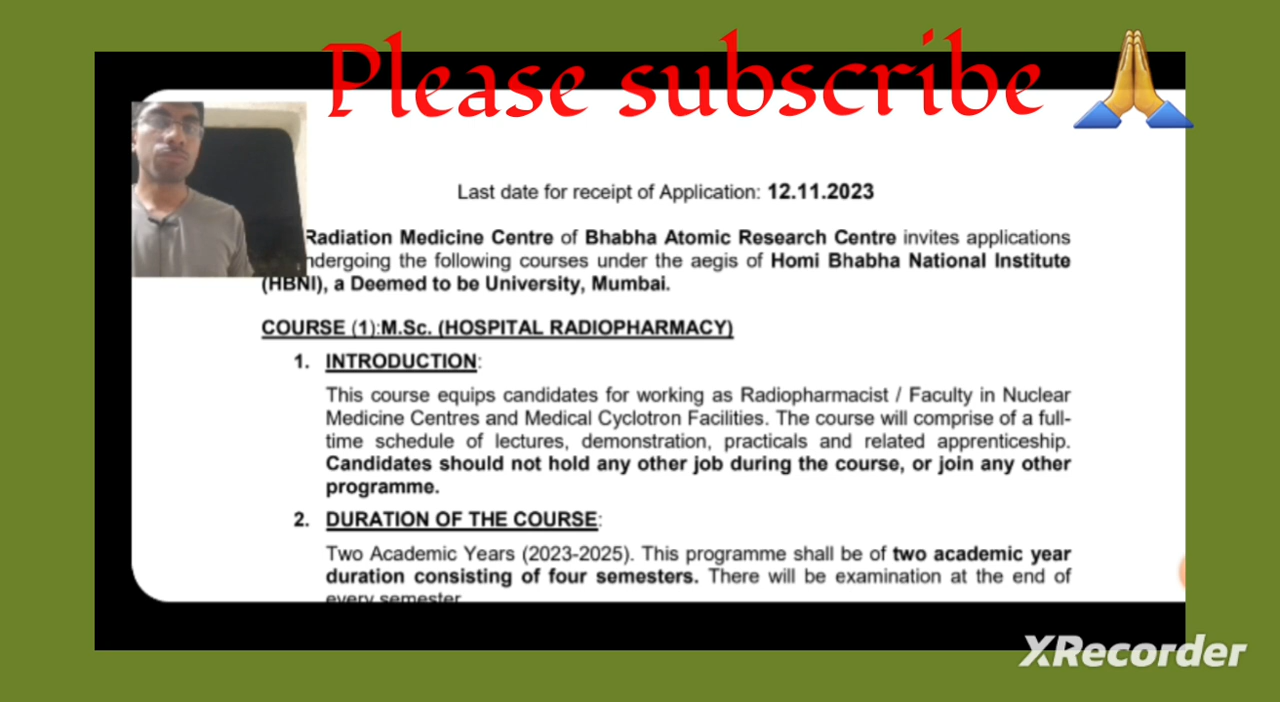 Please subscribe
Last date for receipt of Application: 12.11.2023
Radiation Medicine Centre of Bhabha Atomic Research Centre invites applications
ndergoing the following courses under the aegis of Homi Bhabha National Institute
(HBNI), a Deemed to be University, Mumbai.
COURSE (1):M.Sc. (HOSPITAL RADIOPHARMACY)
1. INTRODUCTION:
This course equips candidates for working as Radiopharmacist / Faculty in Nuclear
Medicine Centres and Medical Cyclotron Facilities. The course will comprise of a full-
time schedule of lectures, demonstration, practicals and related apprenticeship.
Candidates should not hold any other job during the course, or join any other
programme.
2. DURATION OF THE COURSE:
Two Academic Years (2023-2025). This programme shall be of two academic year
duration consisting of four semesters. There will be examination at the end of
every semester
XRecorder